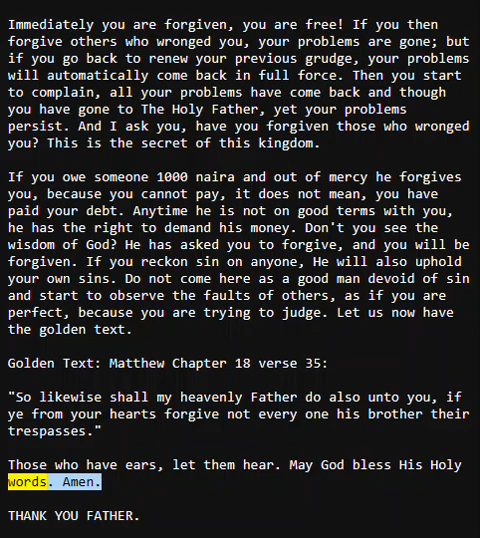 Immediately you are forgiven, you are free! If you then
forgive others who wronged you, your problems are gone; but
if you go back to renew your previous grudge, your problems
will automatically come back in full force. Then you start
to complain, all your problems have come back and though
you have gone to The Holy Father, yet your problems
persist. And I ask you, have you forgiven those who wronged
you? This is the secret of this kingdom.

If you owe someone 1000 naira and out of mercy he forgives
you, because you cannot pay, it does not mean, you have
paid your debt. Anytime he is not on good terms with you,
he has the right to demand his money. Don't you see the
wisdom of God? He has asked you to forgive, and you will be
forgiven. If you reckon sin on anyone, He will also uphold
your own sins. Do not come here as a good man devoid of sin
and start to observe the faults of others, as if you are
perfect, because you are trying to judge. Let us now have
the golden text.

Golden Text: Matthew Chapter 18 verse 35:

"So likewise shall my heavenly Father do also unto you, if
ye from your hearts forgive not every one his brother their
trespasses."

Those who have ears, let them hear. May God bless His Holy
words. Amen.

THANK YOU FATHER.